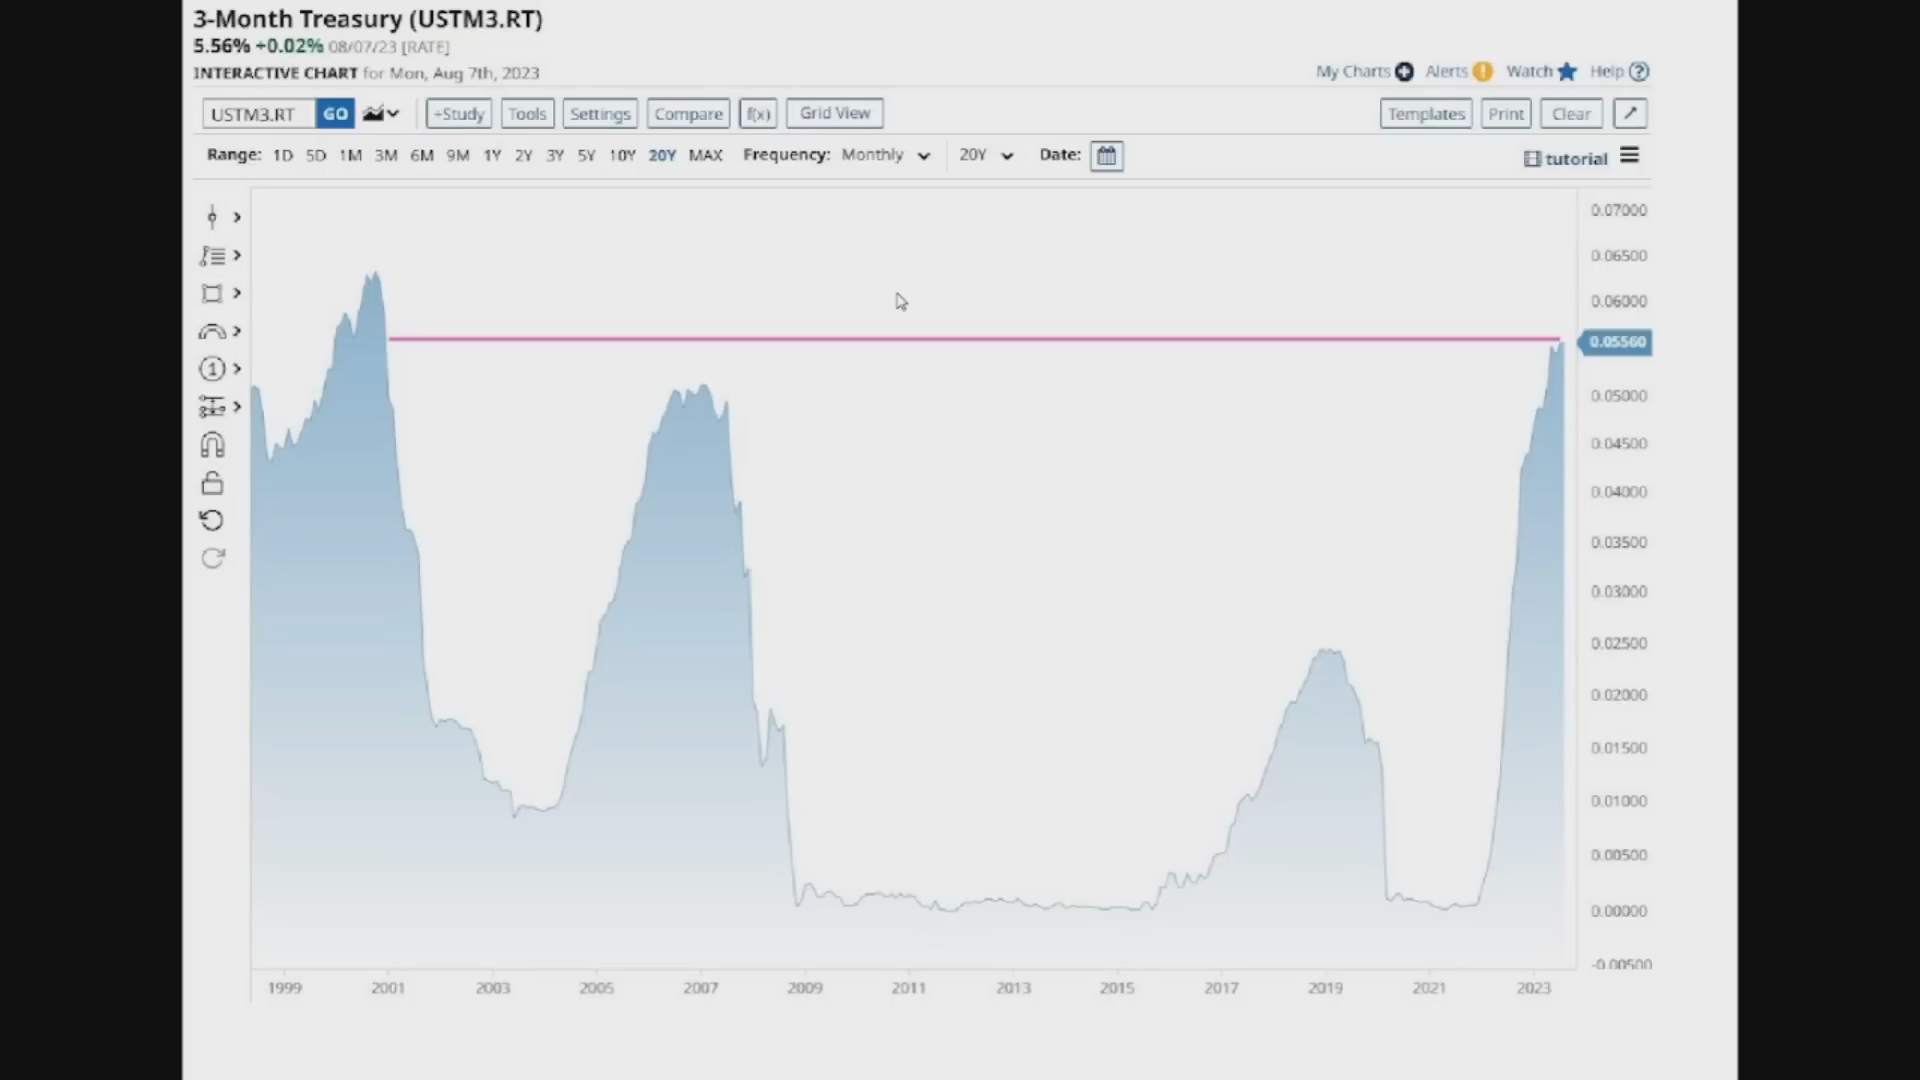 3-Month Treasury (USTM3.RT)
5.56% +0.02% 08/07/23 [RATE]
INTERACTIVE CHART for Mon, Aug 7th, 2023
My Charts Alerts ! Watch Help ?
USTM3.RT GO +Study Tools Settings Compare f(x) Grid View Templates Print Clear
Range: 1D 5D 1M 3M 6M 9M 1Y 2Y 3Y 5Y 10Y 20Y MAX Frequency: Monthly 20Y Date: tutorial
1
0.07000
0.06500
0.06000
0.05560
0.05000
0.04500
0.04000
0.03500
0.03000
0.02500
0.02000
0.01500
0.01000
0.00500
0.00000
-0.00500
1999 2001 2003 2005 2007 2009 2011 2013 2015 2017 2019 2021 2023